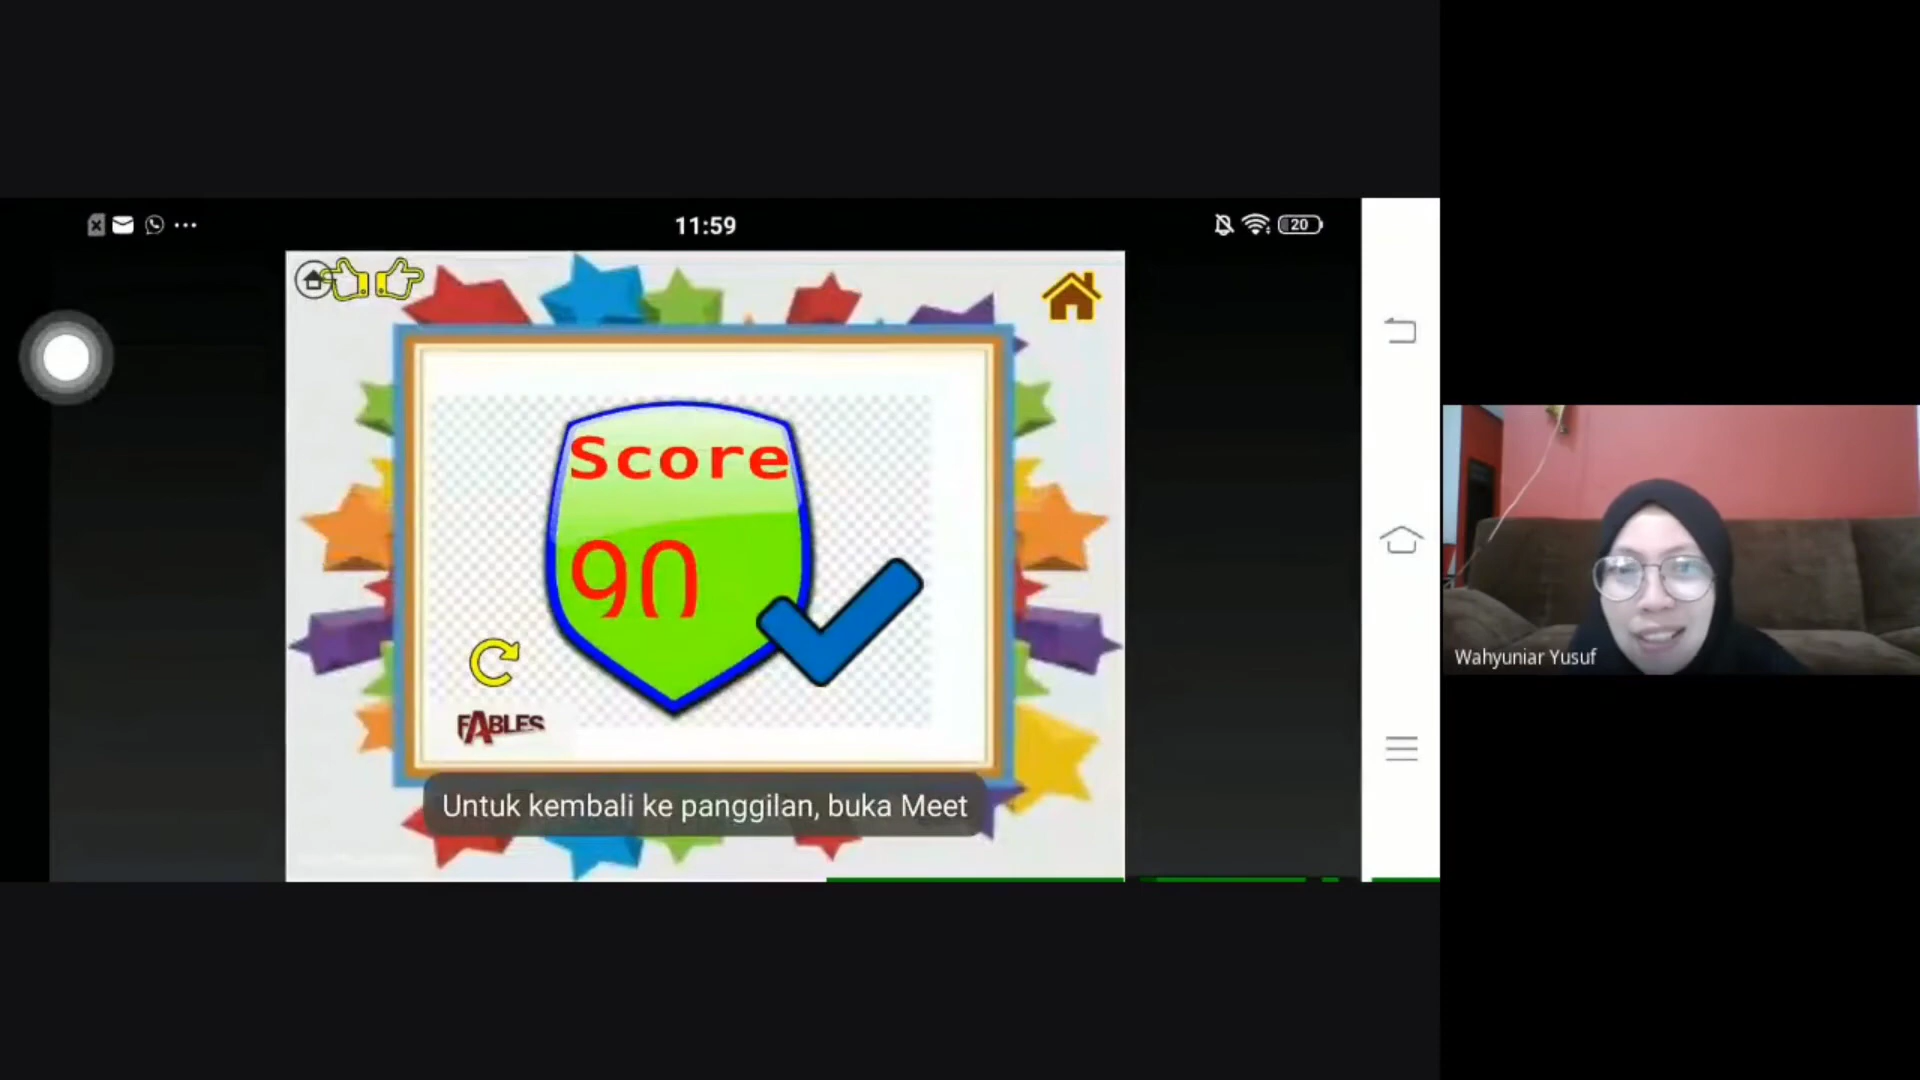 11:59
20
Score
90
FABLES
Untuk kembali ke panggilan, buka Meet
Wahyuniar Yusuf